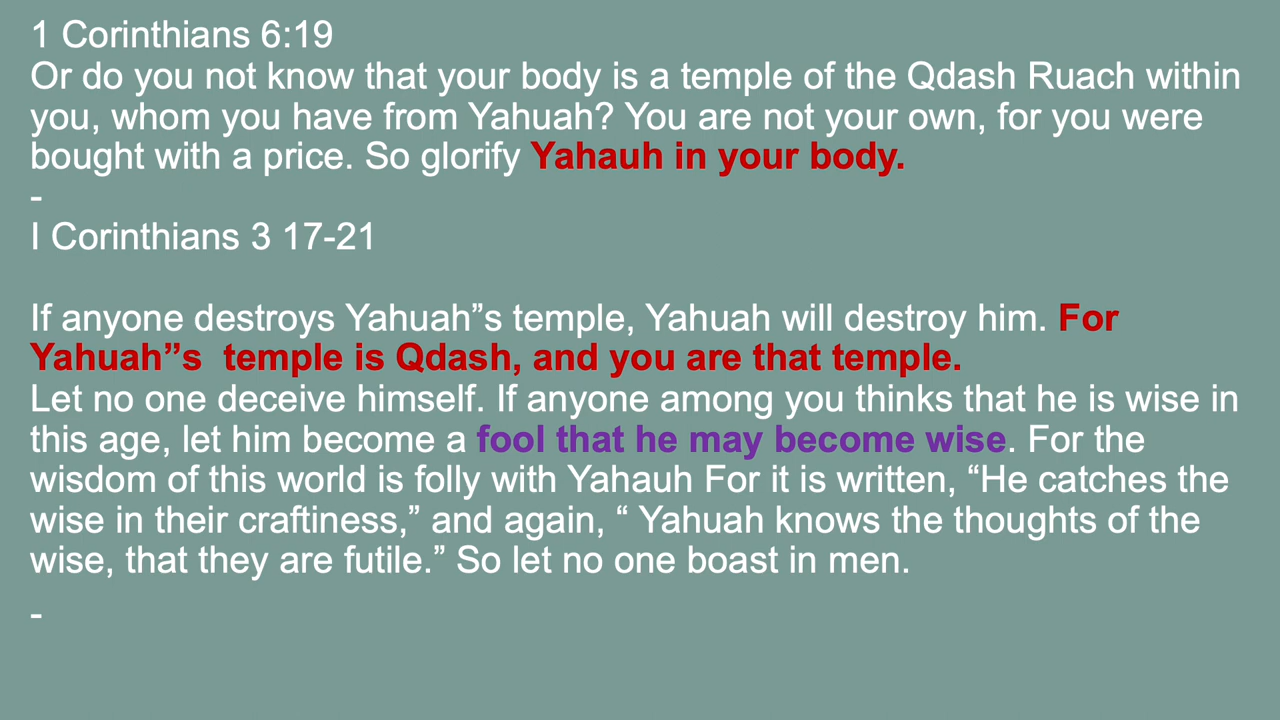 1 Corinthians 6:19
Or do you not know that your body is a temple of the Qdash Ruach within
you, whom you have from Yahuah? You are not your own, for you were
bought with a price. So glorify Yahauh in your body.
-
I Corinthians 3 17-21
If anyone destroys Yahuah”s temple, Yahuah will destroy him. For
Yahuah”s  temple is Qdash, and you are that temple.
Let no one deceive himself. If anyone among you thinks that he is wise in
this age, let him become a fool that he may become wise. For the
wisdom of this world is folly with Yahauh For it is written, “He catches the
wise in their craftiness,” and again, “ Yahuah knows the thoughts of the
wise, that they are futile.” So let no one boast in men.
-